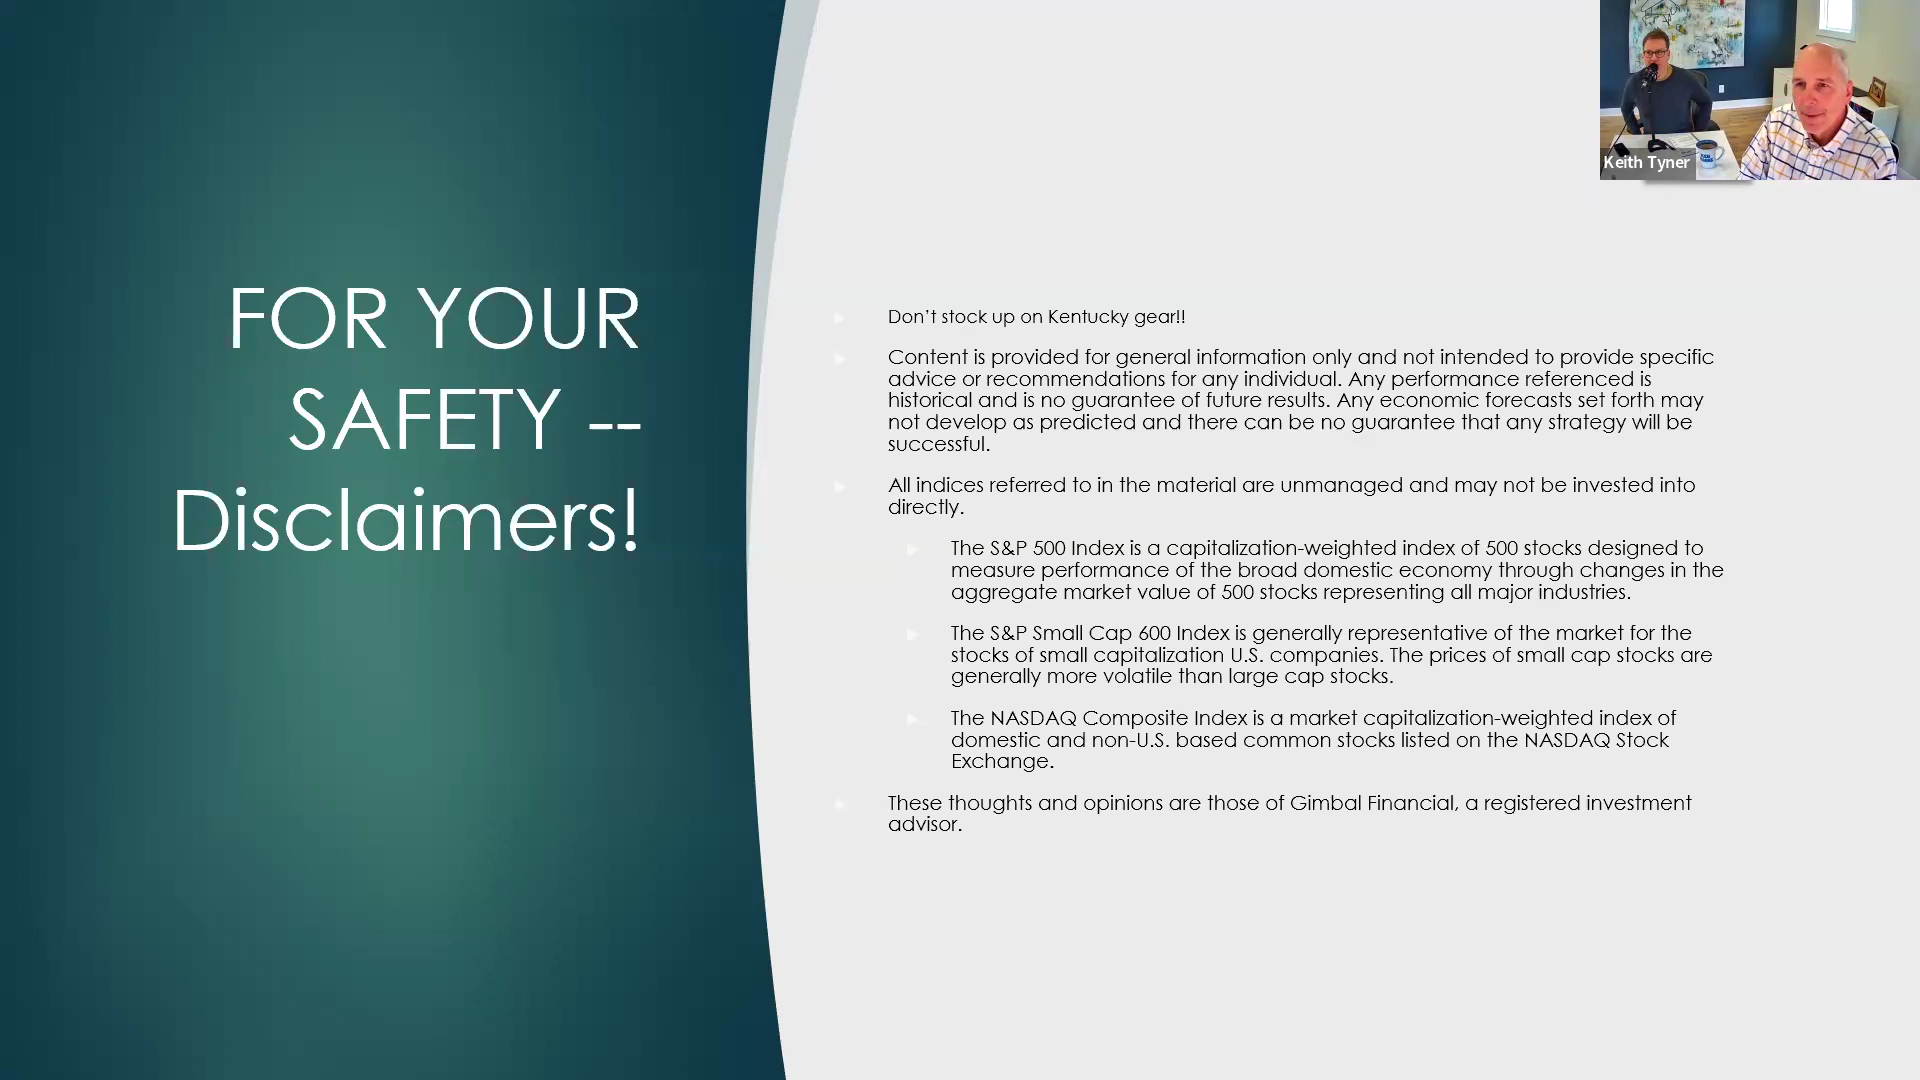 FOR YOUR
SAFETY --
Disclaimers!
Don't stock up on Kentucky gear!!
Content is provided for general information only and not intended to provide specific
advice or recommendations for any individual. Any performance referenced is
historical and is no guarantee of future results. Any economic forecasts set forth may
not develop as predicted and there can be no guarantee that any strategy will be
successful.
All indices referred to in the material are unmanaged and may not be invested into
directly.
The S&P 500 Index is a capitalization-weighted index of 500 stocks designed to
measure performance of the broad domestic economy through changes in the
aggregate market value of 500 stocks representing all major industries.
The S&P Small Cap 600 Index is generally representative of the market for the
stocks of small capitalization U.S. companies. The prices of small cap stocks are
generally more volatile than large cap stocks.
The NASDAQ Composite Index is a market capitalization-weighted index of
domestic and non-U.S. based common stocks listed on the NASDAQ Stock
Exchange.
These thoughts and opinions are those of Gimbal Financial, a registered investment
advisor.
Keith Tyner